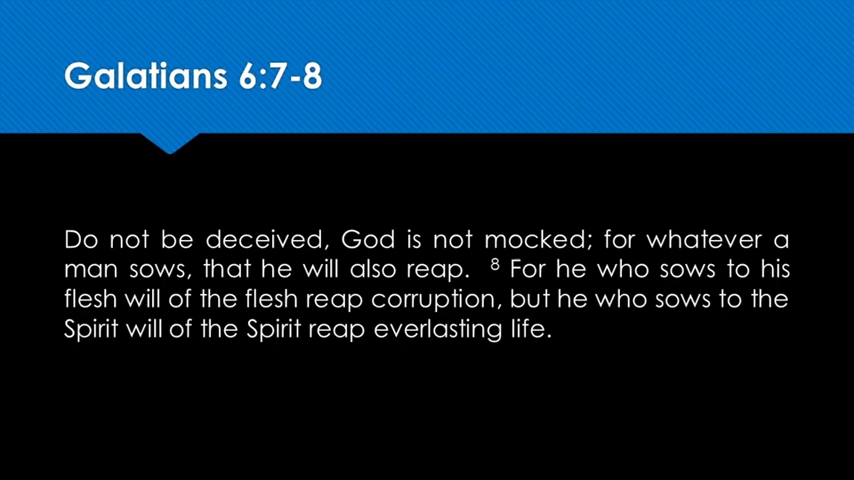 Galatians 6:7-8
Do not be deceived, God is not mocked; for whatever a
man sows, that he will also reap. 8 For he who sows to his
flesh will of the flesh reap corruption, but he who sows to the
Spirit will of the Spirit reap everlasting life.